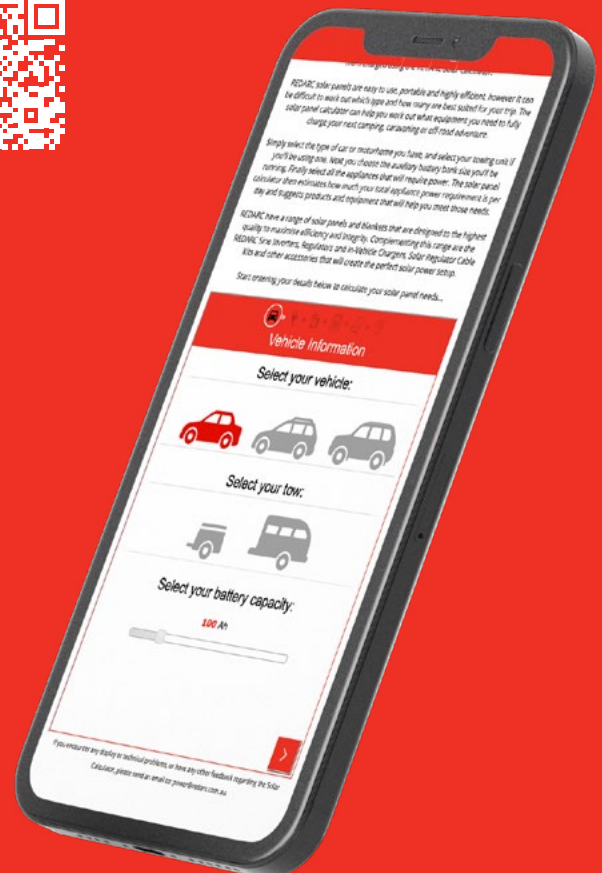 REDARC solar panels are easy to use, portable and highly efficient, however it can
be difficult to work out which type and how many are best suited for your trip. The
solar panel calculator can help you work out what equipment you need to fully
charge your next camping, caravaning or off-road adventure.
Simply select the type of car or motorhome you have, and select your towing unit if
you'll be using one. Next you choose the auxiliary battery bank size you'll be
running. Finally select all the appliances that will require power. The solar panel
calculator then estimates how much your total appliance power requirement is per
day and suggests products and equipment that will help you meet those needs.
REDARC have a range of solar panels and blankets that are designed to the highest
quality to maximise efficiency and integrity. Complementing this range are the
REDARC Sine Inverters, Regulators and In-Vehicle Chargers, Solar Regulator Cable
Kits and other accessories that will create the perfect solar power setup.
Start entering your details below to calculate your solar panel needs...
Vehicle Information
Select your vehicle:
Select your tow:
Select your battery capacity:
100 Ah
If you encounter any display or technical problems, or have any other feedback regarding the Solar
Calculator, please send an email to: power@redarc.com.au